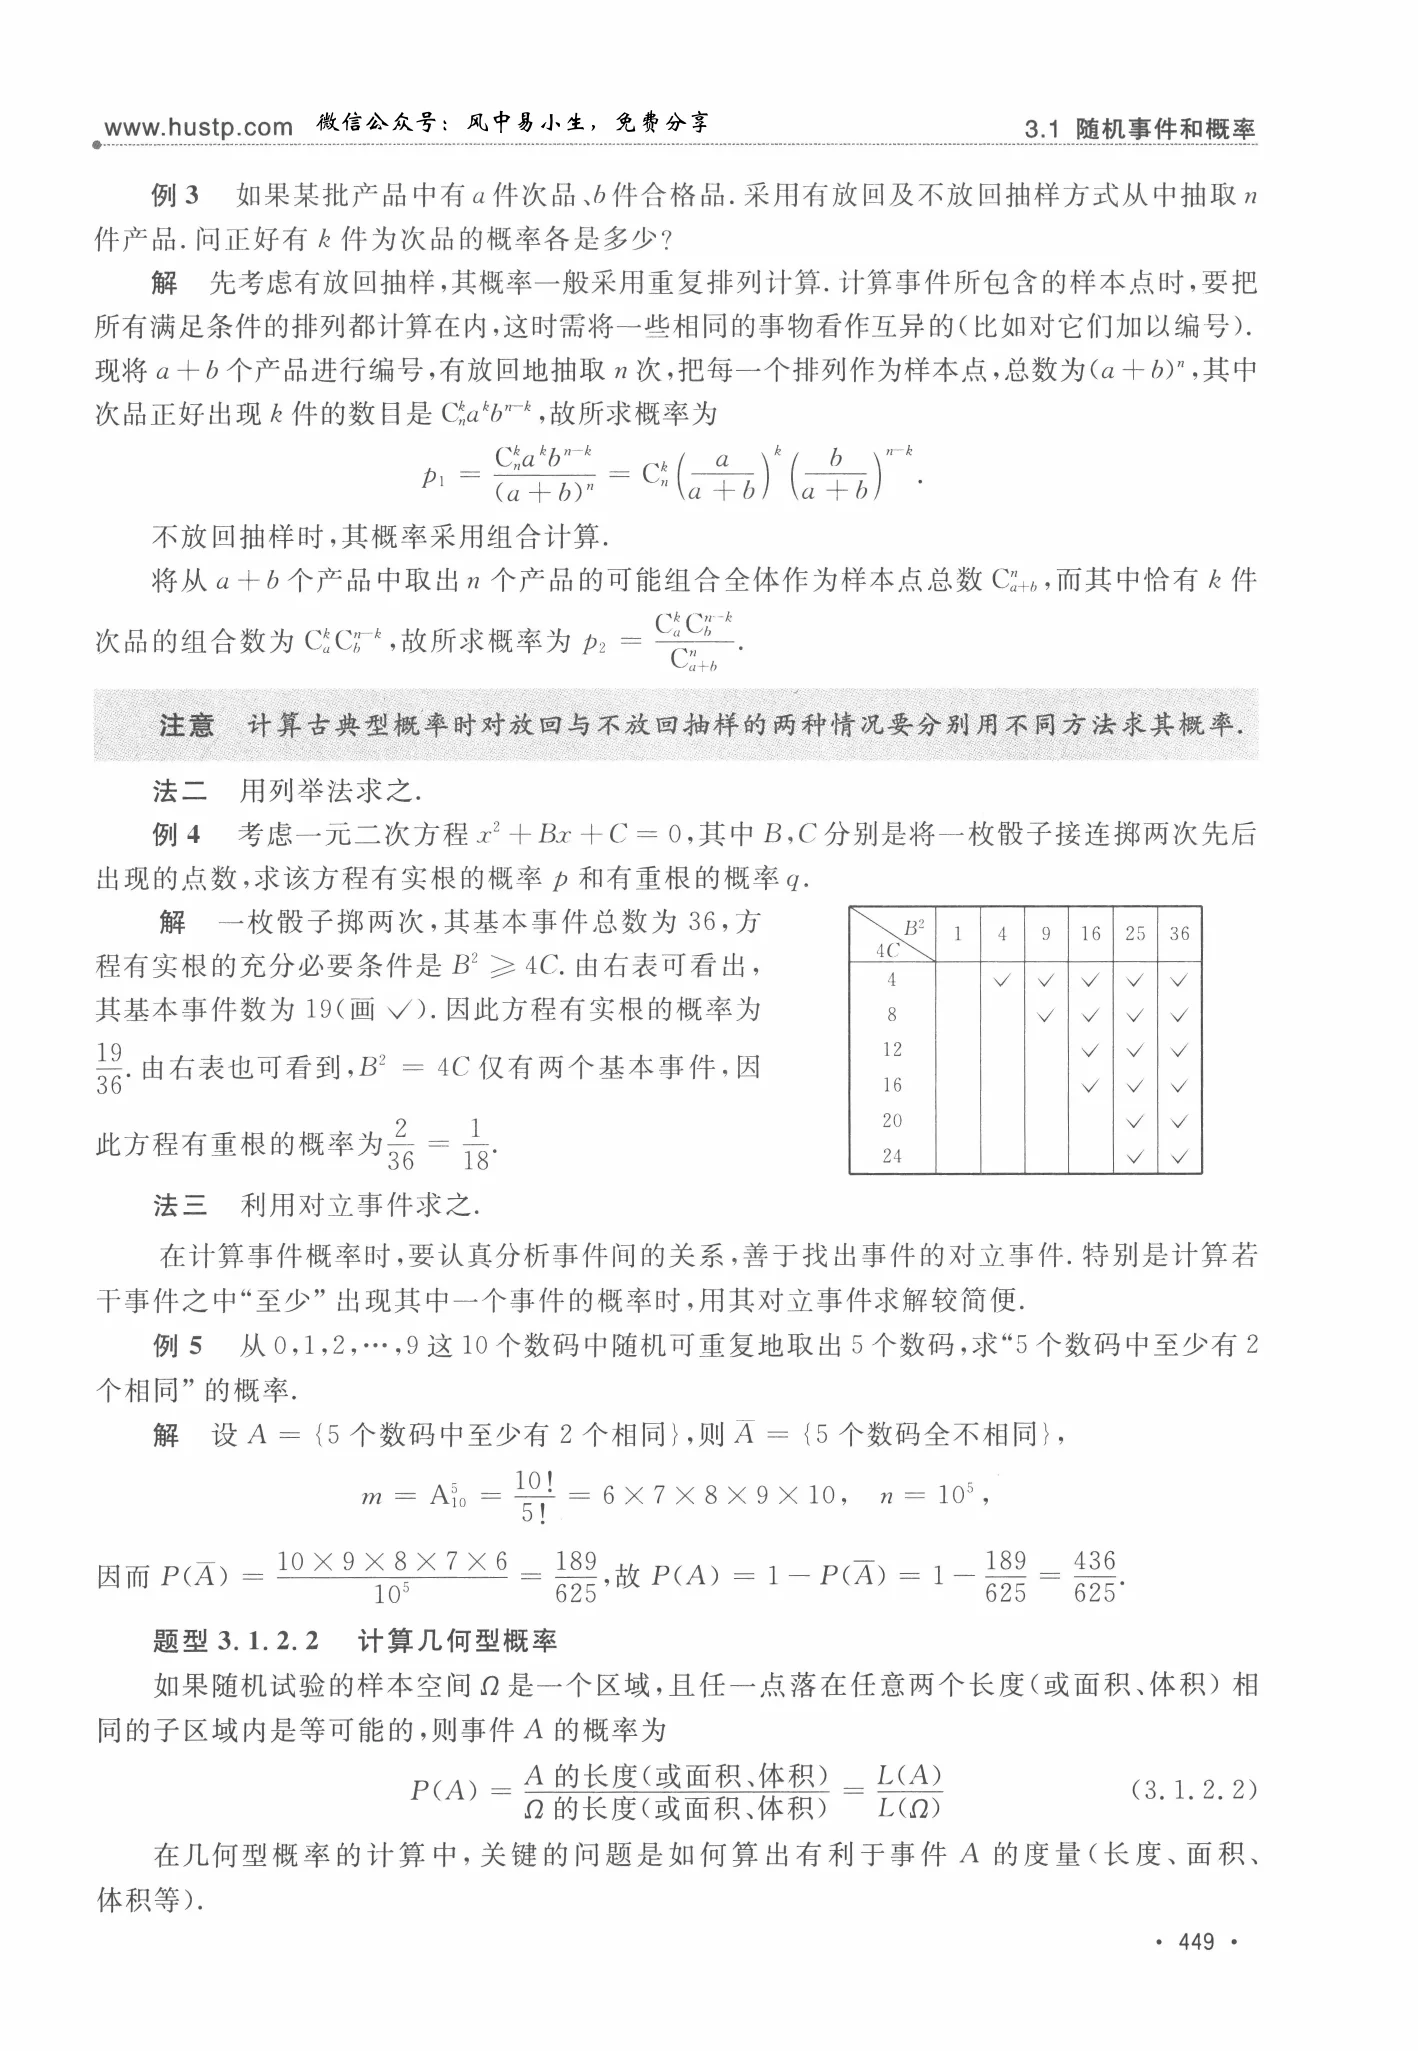 www.hustp.com 微信公众号：风中易小生，免费分享 3.1 随机事件和概率
例 3 如果某批产品中有 a 件次品、b 件合格品. 采用有放回及不放回抽样方式从中抽取 n
件产品. 问正好有 k 件为次品的概率各是多少?
解 先考虑有放回抽样,其概率一般采用重复排列计算. 计算事件所包含的样本点时,要把
所有满足条件的排列都计算在内,这时需将一些相同的事物看作互异的(比如对它们加以编号).
现将 a + b 个产品进行编号,有放回地抽取 n 次,把每一个排列作为样本点,总数为(a + b)^n,其中
次品正好出现 k 件的数目是 C_n^k a^k b^{n-k},故所求概率为
p_1 = \frac{C_n^k a^k b^{n-k}}{(a+b)^n} = C_n^k (\frac{a}{a+b})^k (\frac{b}{a+b})^{n-k}.
不放回抽样时,其概率采用组合计算.
将从 a + b 个产品中取出 n 个产品的可能组合全体作为样本点总数 C_{a+b}^n,而其中恰有 k 件
次品的组合数为 C_a^k C_b^{n-k},故所求概率为 p_2 = \frac{C_a^k C_b^{n-k}}{C_{a+b}^n}.
注意 计算古典型概率时对放回与不放回抽样的两种情况要分别用不同方法求其概率.
法二 用列举法求之.
例 4 考虑一元二次方程 x² + Bx + C = 0,其中 B,C 分别是将一枚骰子接连掷两次先后
出现的点数,求该方程有实根的概率 p 和有重根的概率 q.
解 一枚骰子掷两次,其基本事件总数为 36,方
程有实根的充分必要条件是 B² ⩾ 4C. 由右表可看出,
其基本事件数为 19(画 ✓). 因此方程有实根的概率为
\frac{19}{36}. 由右表也可看到,B² = 4C 仅有两个基本事件,因
此方程有重根的概率为 \frac{2}{36} = \frac{1}{18}.
B² 4C 1 4 9 16 25 36
4 ✓ ✓ ✓ ✓ ✓
8 ✓ ✓ ✓ ✓
12 ✓ ✓ ✓
16 ✓ ✓ ✓
20 ✓ ✓
24 ✓ ✓
法三 利用对立事件求之.
在计算事件概率时,要认真分析事件间的关系,善于找出事件的对立事件. 特别是计算若
干事件之中“至少”出现其中一个事件的概率时,用其对立事件求解较简便.
例 5 从 0,1,2,⋯,9 这 10 个数码中随机可重复地取出 5 个数码,求“5 个数码中至少有 2
个相同”的概率.
解 设 A = {5 个数码中至少有 2 个相同},则 \overline{A} = {5 个数码全不相同},
m = A_{10}^5 = \frac{10!}{5!} = 6×7×8×9×10, n = 10^5,
因而 P(\overline{A}) = \frac{10×9×8×7×6}{10^5} = \frac{189}{625},故 P(A) = 1 − P(\overline{A}) = 1 − \frac{189}{625} = \frac{436}{625}.
题型 3.1.2.2 计算几何型概率
如果随机试验的样本空间 Ω 是一个区域,且任一点落在任意两个长度(或面积、体积)相
同的子区域内是等可能的,则事件 A 的概率为
P(A) = \frac{A 的长度(或面积、体积)}{Ω 的长度(或面积、体积)} = \frac{L(A)}{L(Ω)} (3.1.2.2)
在几何型概率的计算中,关键的问题是如何算出有利于事件 A 的度量(长度、面积、
体积等).
· 449 ·